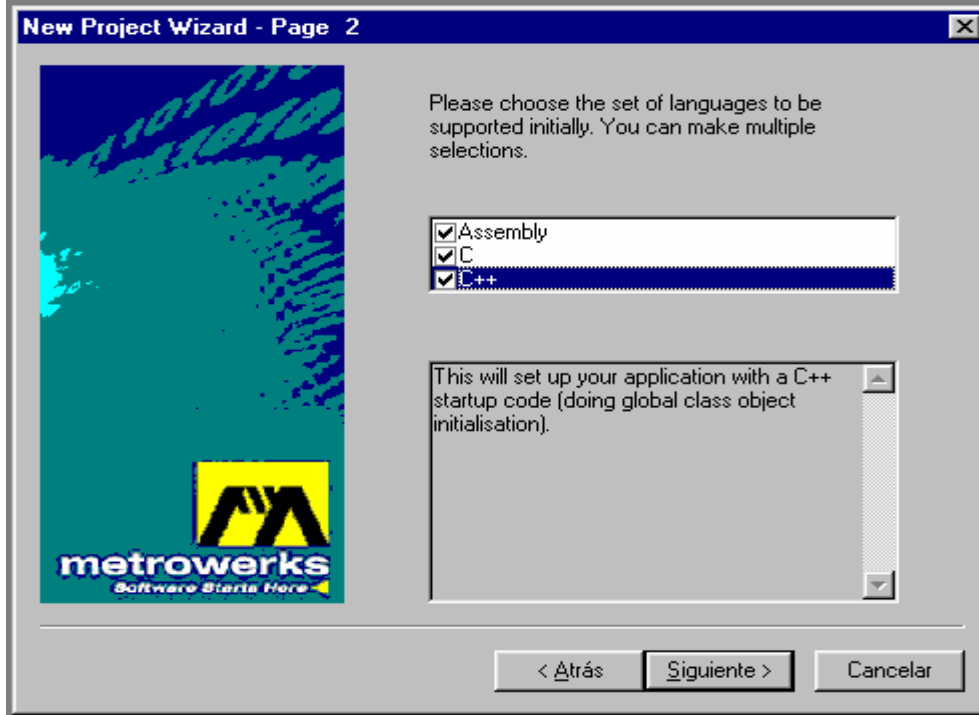 New Project Wizard - Page 2
Please choose the set of languages to be
supported initially. You can make multiple
selections.
Assembly
C
C++
This will set up your application with a C++
startup code (doing global class object
initialisation).
metrowerks
Software Starts Here
< Atrás
Siguiente >
Cancelar